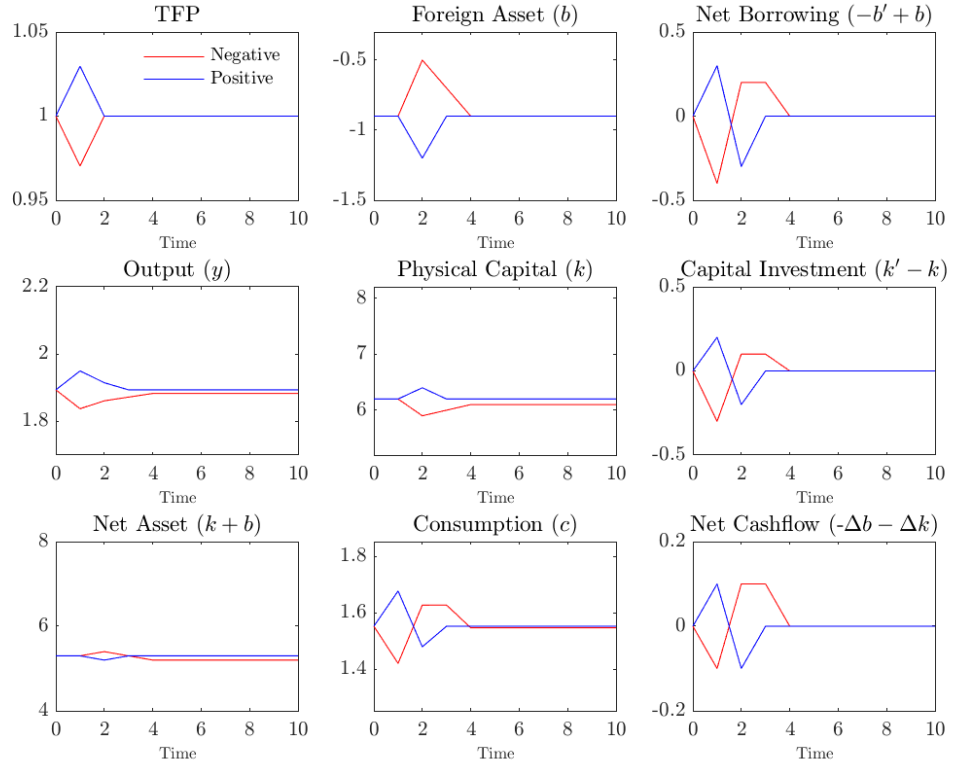 TFP
1.05
1
0.95
Negative
Positive
0 2 4 6 8 10
Time
Foreign Asset (b)
-0.5
-1
-1.5
0 2 4 6 8 10
Time
Net Borrowing (−b′ + b)
0.5
0
-0.5
0 2 4 6 8 10
Time
Output (y)
2.2
2
1.8
0 2 4 6 8 10
Time
Physical Capital (k)
8
7
6
0 2 4 6 8 10
Time
Capital Investment (k′ − k)
0.5
0
-0.5
0 2 4 6 8 10
Time
Net Asset (k + b)
8
6
4
0 2 4 6 8 10
Time
Consumption (c)
1.8
1.6
1.4
0 2 4 6 8 10
Time
Net Cashflow (-Δb − Δk)
0.2
0
-0.2
0 2 4 6 8 10
Time